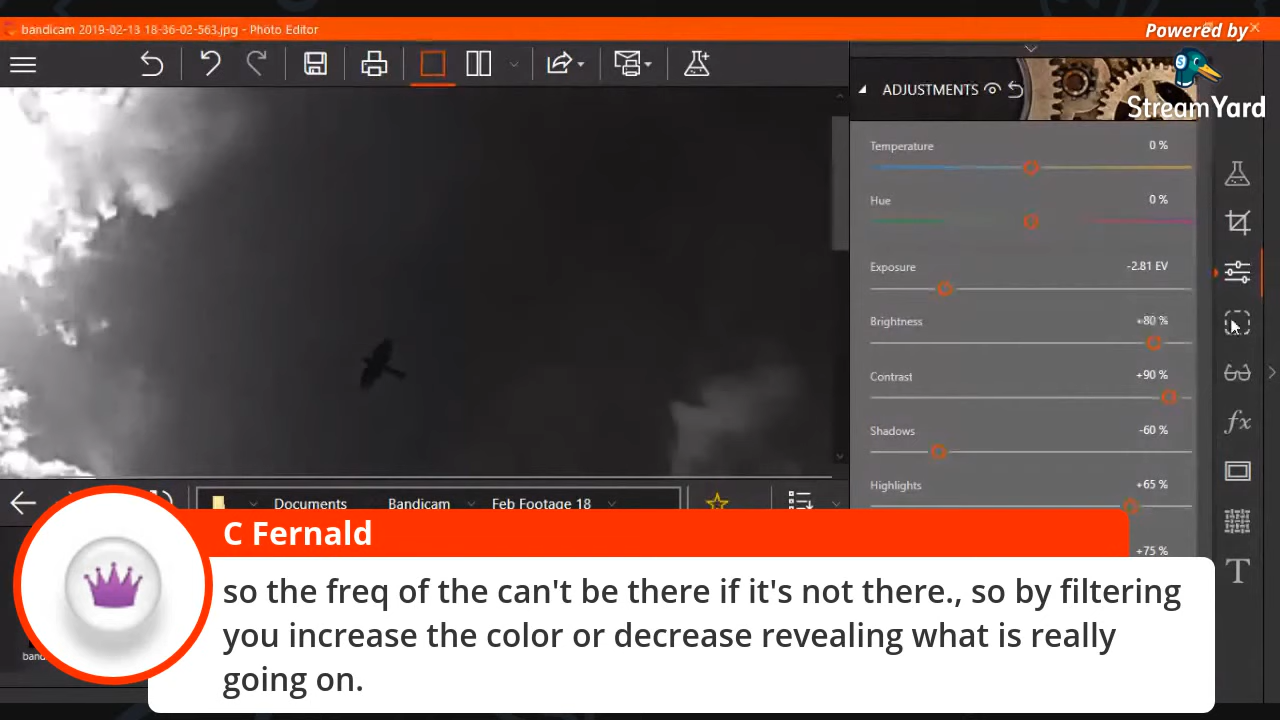 bandicam 2019-02-13 18-36-02-563.jpg - Photo Editor
Powered by
StreamYard
ADJUSTMENTS
Temperature 0 %
Hue 0 %
Exposure -2.81 EV
Brightness +80 %
Contrast +90 %
Shadows -60 %
Highlights +65 %
+75 %
fx
T
Documents Bandicam Feb Footage 18
C Fernald
so the freq of the can't be there if it's not there., so by filtering
you increase the color or decrease revealing what is really
going on.